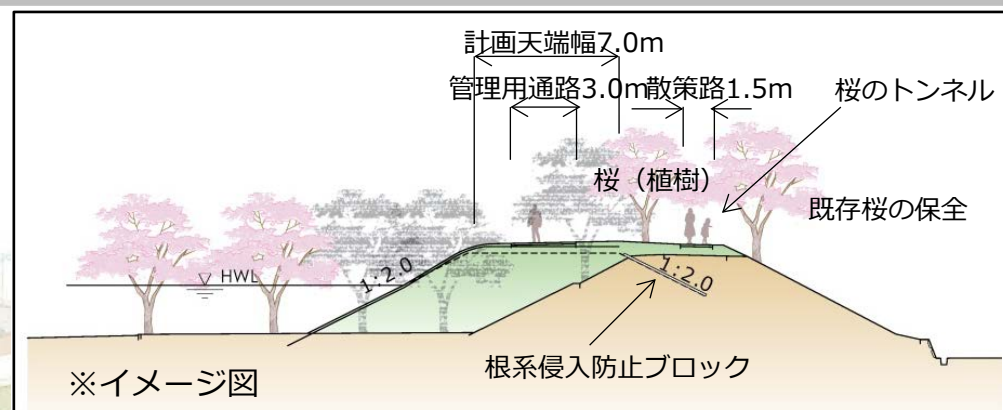 計画天端幅7.0m
管理用通路3.0m
散策路1.5m
桜のトンネル
桜（植樹）
既存桜の保全
HWL
1:2.0
1:2.0
根系侵入防止ブロック
※イメージ図